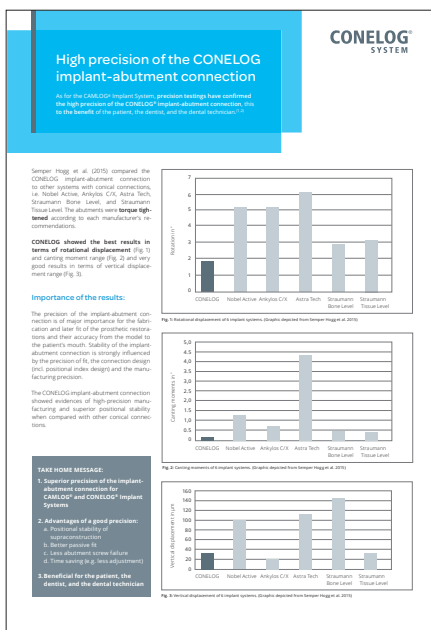 CONELOG®
SYSTEM
High precision of the CONELOG
implant-abutment connection
As for the CAMLOG® Implant System, precision testings have confirmed
the high precision of the CONELOG® implant-abutment connection, this
to the benefit of the patient, the dentist, and the dental technician.
Semper Hogg et al. (2015) compared the
CONELOG implant-abutment connection
to other systems with conical connections,
i.e. Nobel Active, Ankylos C/X, Astra Tech,
Straumann Bone Level, and Straumann
Tissue Level. The abutments were torque tigh-
tened according to each manufacturer's re-
commendations.
CONELOG showed the best results in
terms of rotational displacement (Fig. 1)
and canting moment range (Fig. 2) and very
good results in terms of vertical displace-
ment range (Fig. 3).
Importance of the results:
The precision of the implant-abutment con-
nection is of major importance for the fabri-
cation and later fit of the prosthetic restora-
tions and their accuracy from the model to
the patient's mouth. Stability of the implant-
abutment connection is strongly influenced
by the precision of fit, the connection design
(incl. positional index design) and the manu-
facturing precision.
The CONELOG implant-abutment connection
showed evidences of high-precision manu-
facturing and superior positional stability
when compared with other conical connec-
tions.
TAKE HOME MESSAGE:
1. Superior precision of the implant-
abutment connection for
CAMLOG® and CONELOG® Implant
Systems
2. Advantages of a good precision:
a. Positional stability of
supraconstruction
b. Better passive fit
c. Less abutment screw failure
d. Time saving (e.g. less adjustment)
3. Beneficial for the patient, the
dentist, and the dental technician
Rotation in °
7
6
5
4
3
2
1
0
CONELOG Nobel Active Ankylos C/X Astra Tech Straumann Straumann
Bone Level Tissue Level
Fig. 1: Rotational displacement of 6 implant systems. (Graphic depicted from Semper Hogg et al. 2015)
Canting moments in °
5,0
4.5
4.0
3.5
3.0
2.5
2.0
1.5
1.0
0.5
0
CONELOG Nobel Active Ankylos C/X Astra Tech Straumann Straumann
Bone Level Tissue Level
Fig. 2: Canting moments of 6 implant systems. (Graphic depicted from Semper Hogg et al. 2015)
Vertical displacement in µm
160
140
120
100
80
60
40
20
0
CONELOG Nobel Active Ankylos C/X Astra Tech Straumann Straumann
Bone Level Tissue Level
Fig. 3: Vertical displacement of 6 implant systems. (Graphic depicted from Semper Hogg et al. 2015)